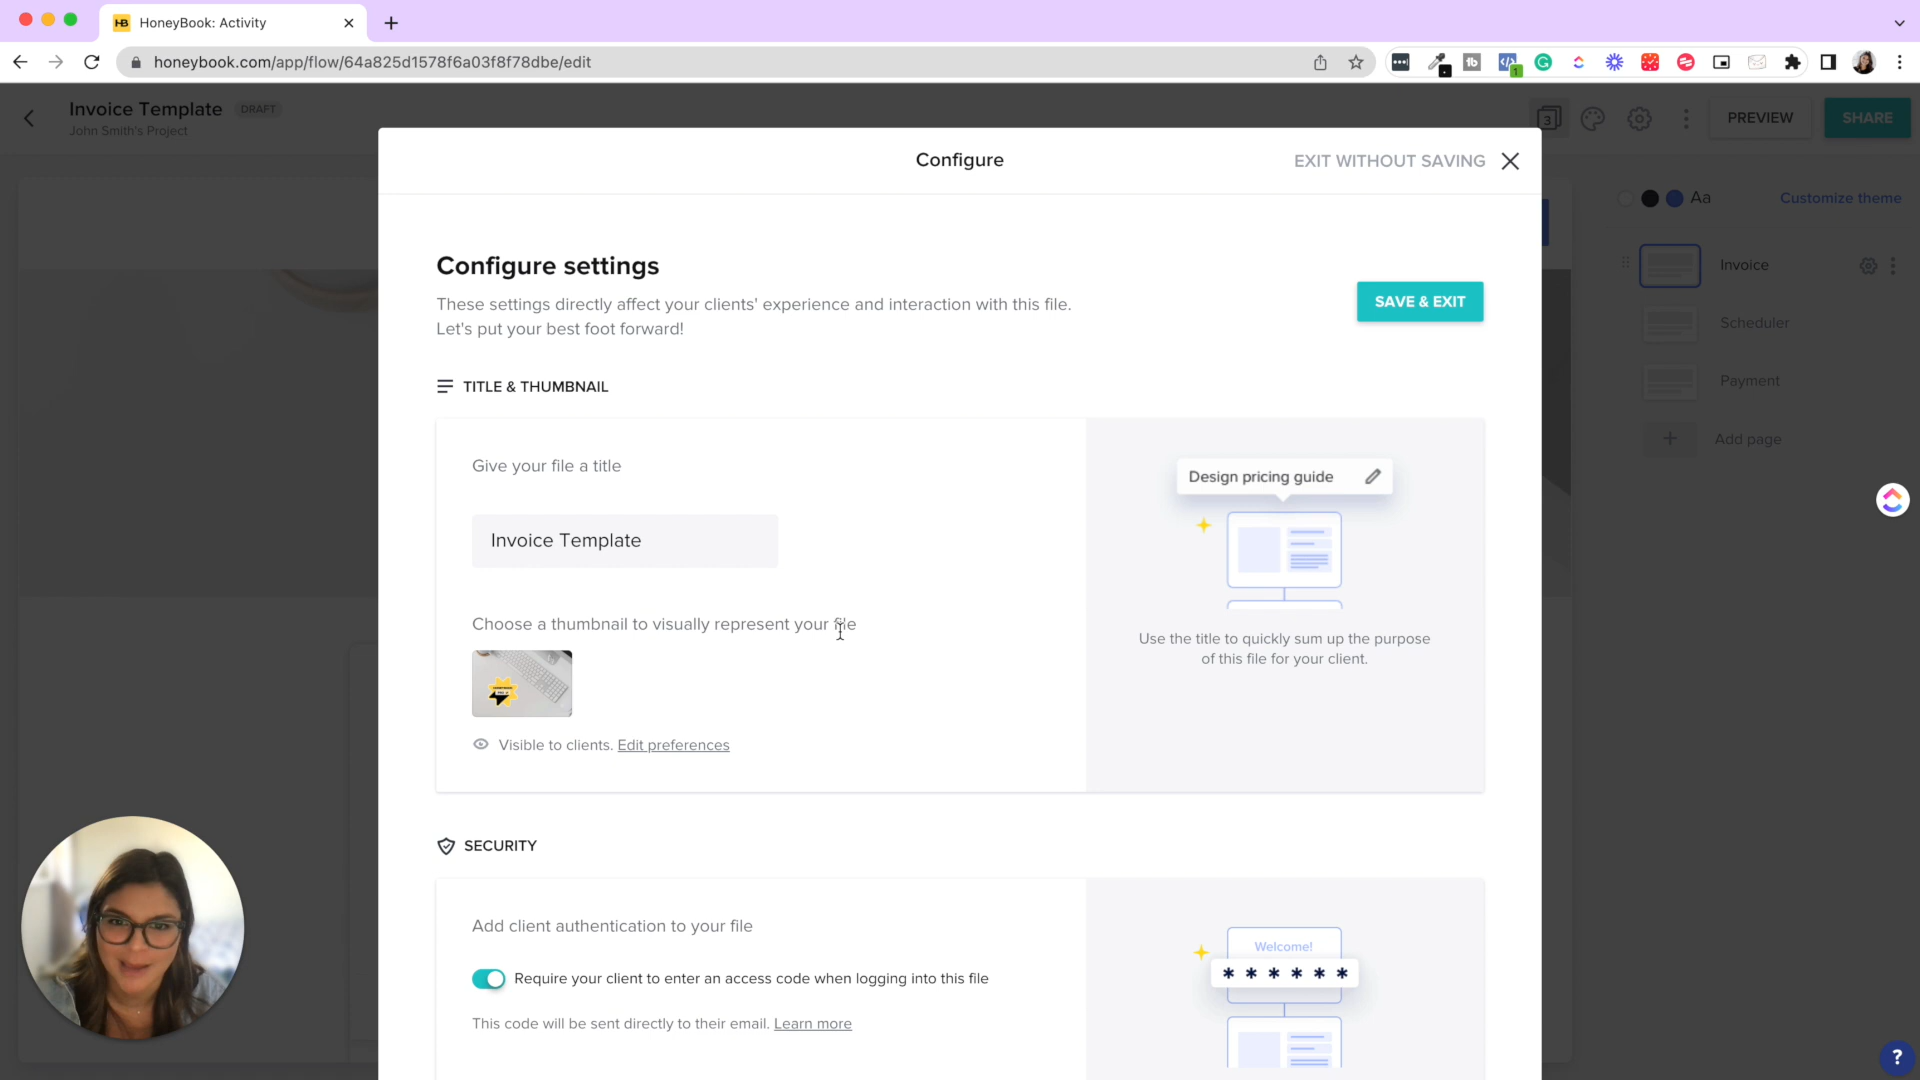 HB HoneyBook: Activity
honeybook.com/app/flow/64a825d1578f6a03f8f78dbe/edit
Invoice Template DRAFT
John Smith's Project
3
PREVIEW
SHARE
Configure
EXIT WITHOUT SAVING
Aa
Customize theme
Invoice
Scheduler
Payment
+ Add page
Configure settings
These settings directly affect your clients' experience and interaction with this file.
Let's put your best foot forward!
SAVE & EXIT
TITLE & THUMBNAIL
Give your file a title
Invoice Template
Choose a thumbnail to visually represent your file
Visible to clients. Edit preferences
Design pricing guide
Use the title to quickly sum up the purpose
of this file for your client.
SECURITY
Add client authentication to your file
Require your client to enter an access code when logging into this file
This code will be sent directly to their email. Learn more
Welcome!
* * * * * *
?